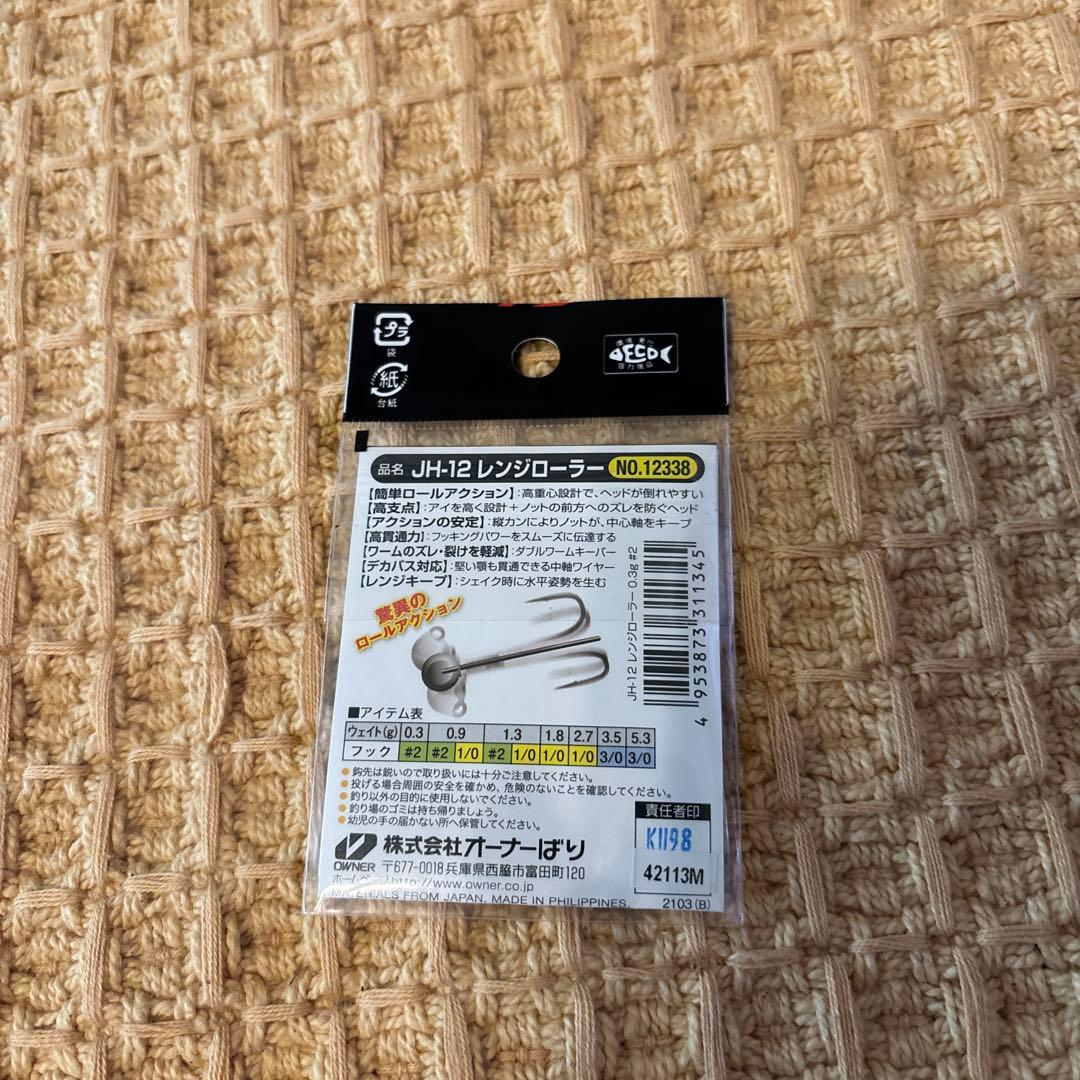 プラ
袋
紙
台紙
ECO
品名 JH-12 レンジローラー NO.12338
【簡単ロールアクション】:高重心設計で、ヘッドが倒れやすい
【高支点】:アイを高く設計+ノットの前方へのズレを防ぐヘッド
【アクションの安定】:縦カンによりノットが、中心軸をキープ
【高貫通力】:フッキングパワーをスムーズに伝達する
【ワームのズレ・裂けを軽減】:ダブルワームキーパー
【デカバス対応】:堅い顎も貫通できる中軸ワイヤー
【レンジキープ】:シェイク時に水平姿勢を生む
驚異の
ロールアクション
JH-12 レンジローラー 0.3g #2
4 953873 311345
■アイテム表
ウェイト(g) 0.3 0.9 1.3 1.8 2.7 3.5 5.3
フック #2 #2 1/0 #2 1/0 1/0 1/0 3/0 3/0
●鈎先は鋭いので取り扱いには十分ご注意してください。
●投げる場合周囲の安全を確かめ、危険のないことを確認してください。
●釣り以外の目的に使用しないでください。
●釣り場のゴミは持ち帰りましょう。
●幼児の手の届かない所へ保管してください。
責任者印
K1198
42113M
OWNER
株式会社オーナーばり
〒677-0018 兵庫県西脇市富田町120
ホームページhttp://www.owner.co.jp
MATERIALS FROM JAPAN, MADE IN PHILIPPINES.
2103(B)